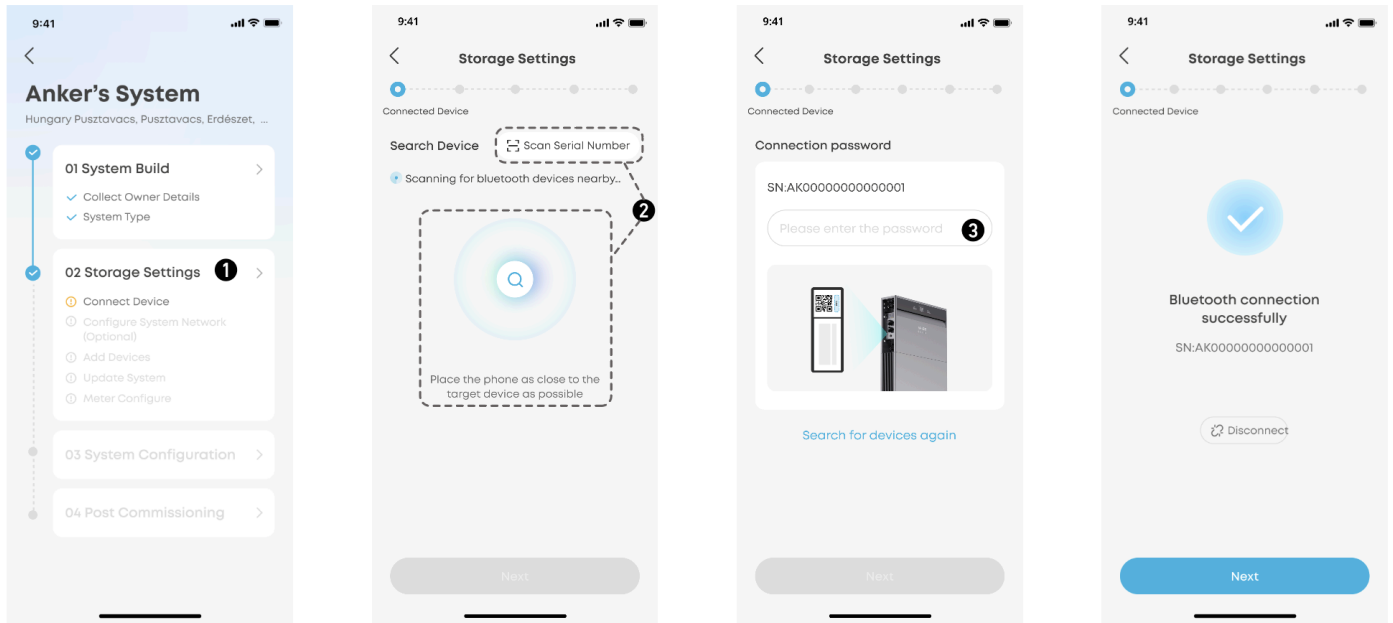 9:41
Anker's System
Hungary Pusztavacs, Pusztavacs, Erdészet, ...
01 System Build
Collect Owner Details
System Type
02 Storage Settings
1
Connect Device
Configure System Network
(Optional)
Add Devices
Update System
Meter Configure
03 System Configuration
04 Post Commissioning
9:41
Storage Settings
Connected Device
Search Device
Scan Serial Number
Scanning for bluetooth devices nearby..
2
Place the phone as close to the
target device as possible
Next
9:41
Storage Settings
Connected Device
Connection password
SN:AK00000000000001
Please enter the password
3
Search for devices again
Next
9:41
Storage Settings
Connected Device
Bluetooth connection
successfully
SN:AK00000000000001
Disconnect
Next